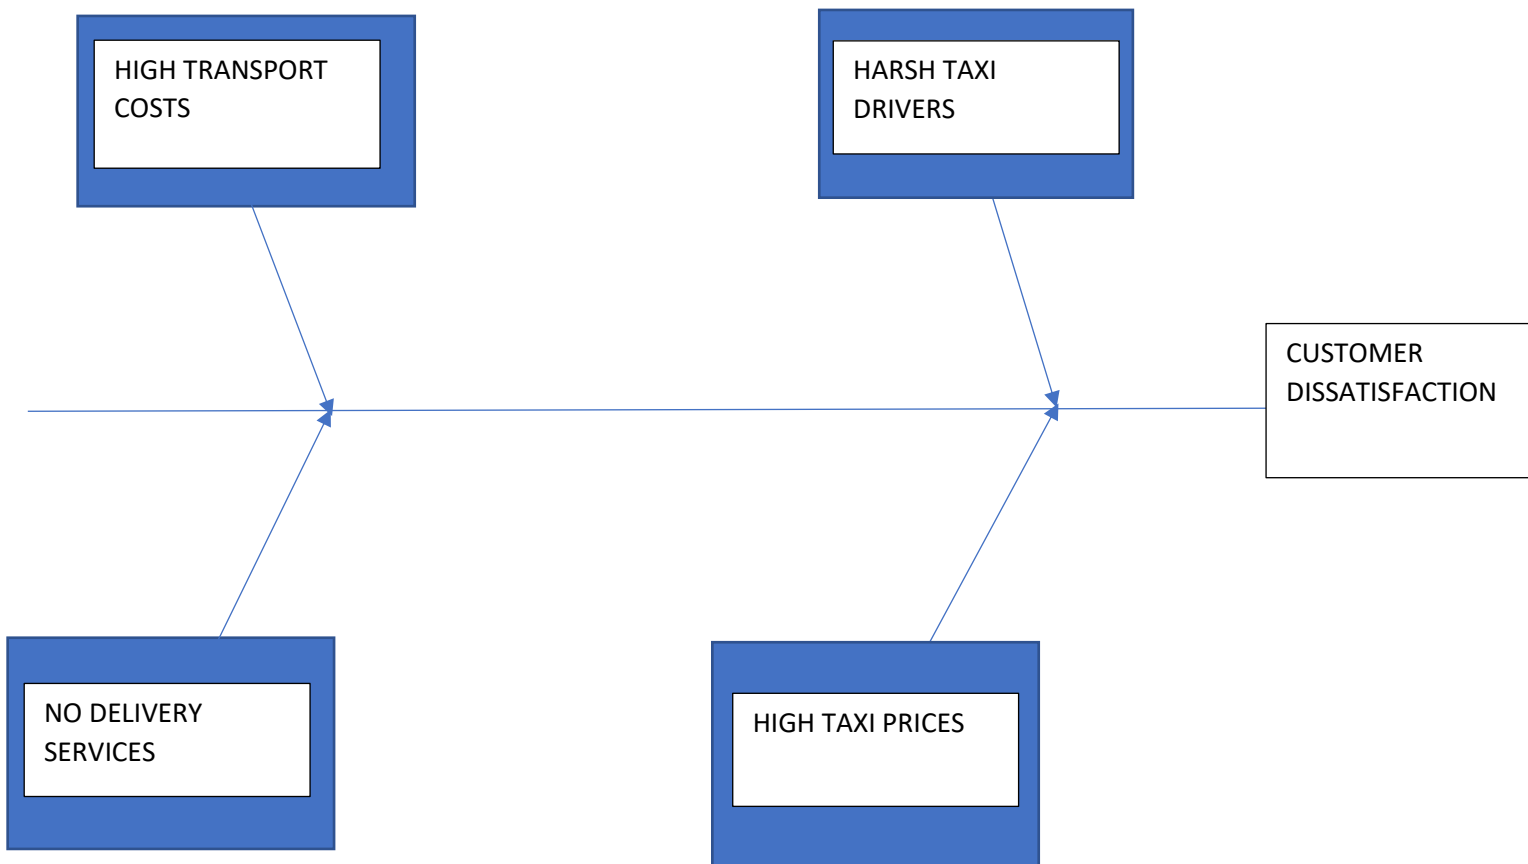 HIGH TRANSPORT
COSTS
HARSH TAXI
DRIVERS
CUSTOMER
DISSATISFACTION
NO DELIVERY
SERVICES
HIGH TAXI PRICES